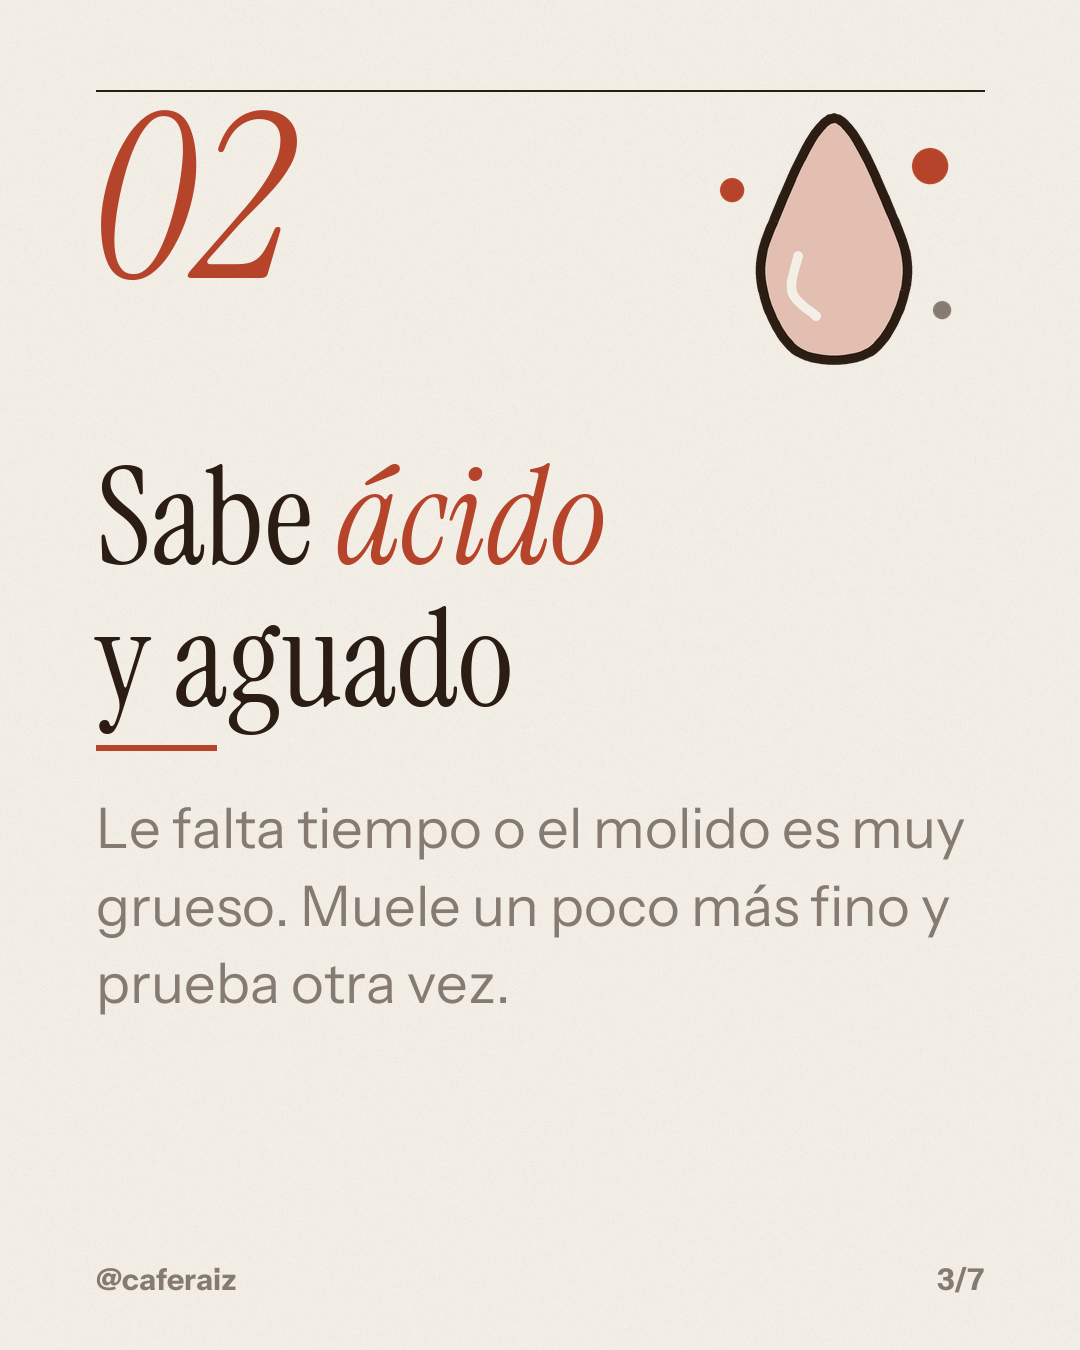 02
Sabe ácido
y aguado
Le falta tiempo o el molido es muy
grueso. Muele un poco más fino y
prueba otra vez.
@caferaiz
3/7